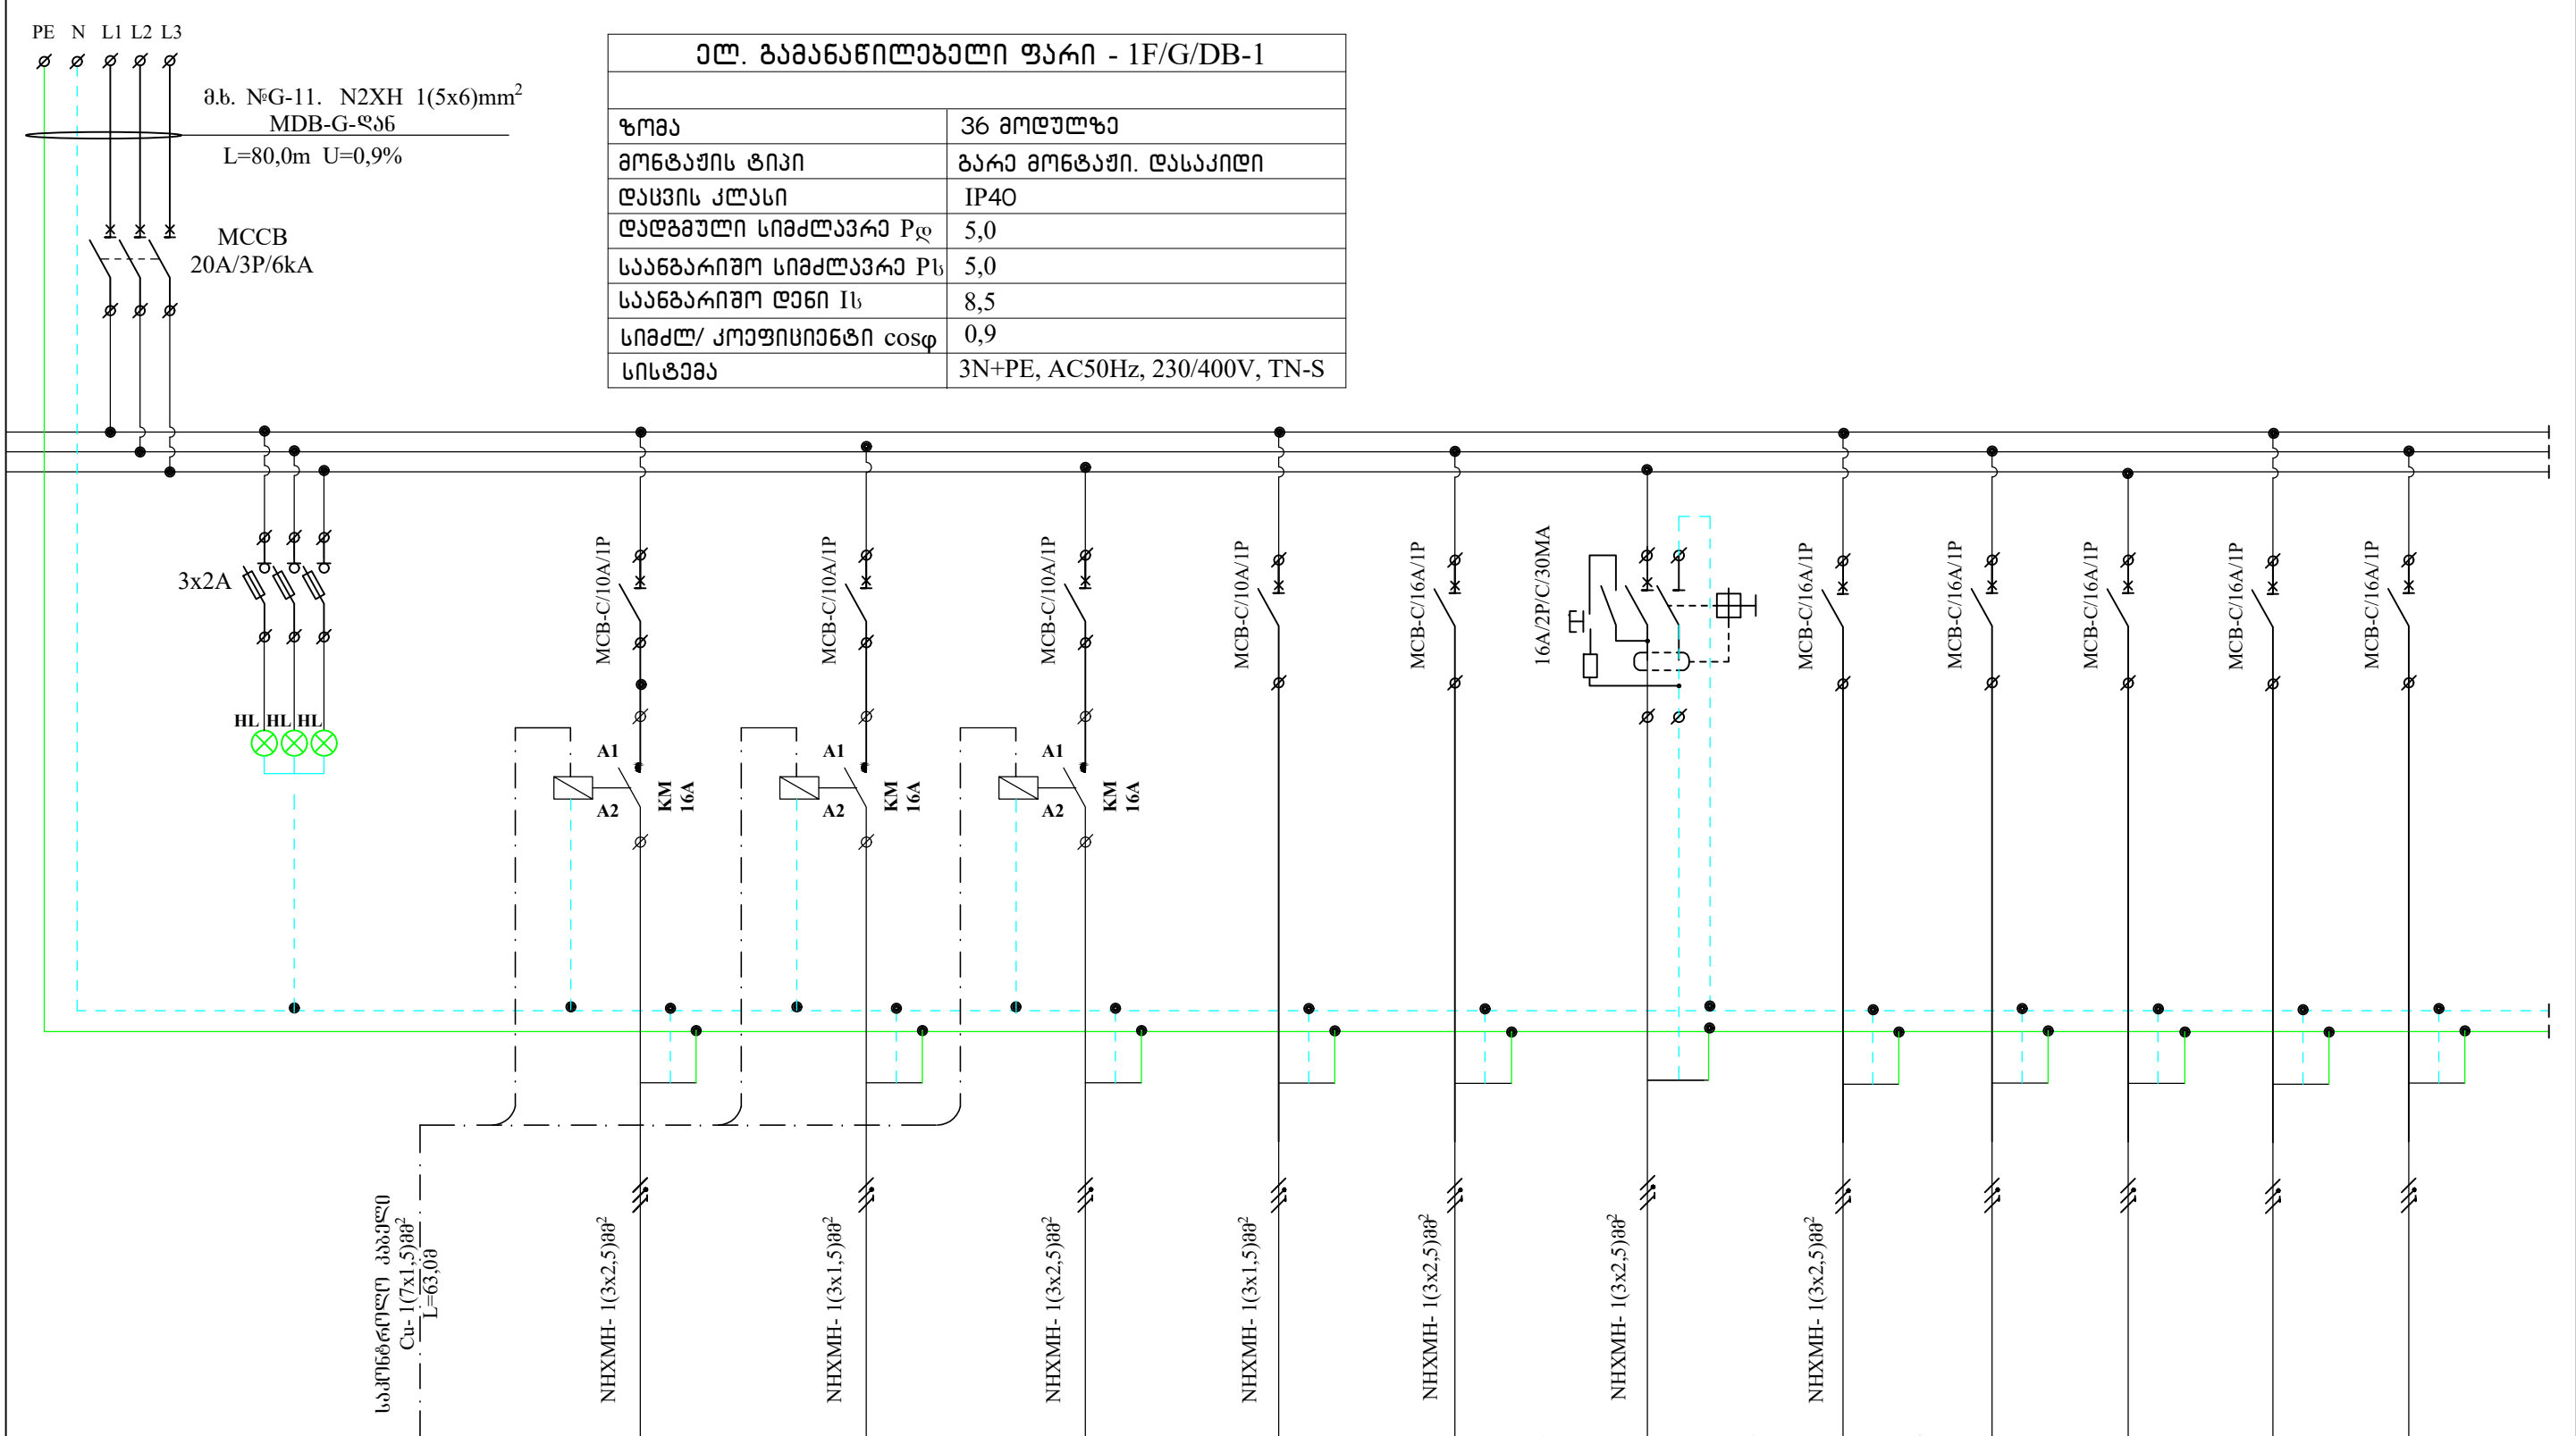 PE N L1 L2 L3
მ.ხ. №G-11. N2XH 1(5x6)mm²
MDB-G-დან
L=80,0m U=0,9%
MCCB
20A/3P/6kA
ელ. გამანაწილებელი ფარი - 1F/G/DB-1
ზომა 36 მოდულზე
მონტაჟის ტიპი გარე მონტაჟი. დასაკიდი
დაცვის კლასი IP40
დადგმული სიმძლავრე Pდ 5,0
საანგარიშო სიმძლავრე Pს 5,0
საანგარიშო დენი Iს 8,5
სიმძლ/ კოეფიციენტი cosφ 0,9
სისტემა 3N+PE, AC50Hz, 230/400V, TN-S
3x2A
HL HL HL
MCB-C/10A/1P
MCB-C/10A/1P
MCB-C/10A/1P
MCB-C/10A/1P
MCB-C/16A/1P
16A/2P/C/30MA
MCB-C/16A/1P
MCB-C/16A/1P
MCB-C/16A/1P
MCB-C/16A/1P
MCB-C/16A/1P
A1
A2
KM
16A
A1
A2
KM
16A
A1
A2
KM
16A
საკონტროლო კაბელი
Cu- 1(7x1,5)მმ²
L=63,0მ
NHXMH- 1(3x2,5)მმ²
NHXMH- 1(3x1,5)მმ²
NHXMH- 1(3x2,5)მმ²
NHXMH- 1(3x1,5)მმ²
NHXMH- 1(3x2,5)მმ²
NHXMH- 1(3x2,5)მმ²
NHXMH- 1(3x2,5)მმ²